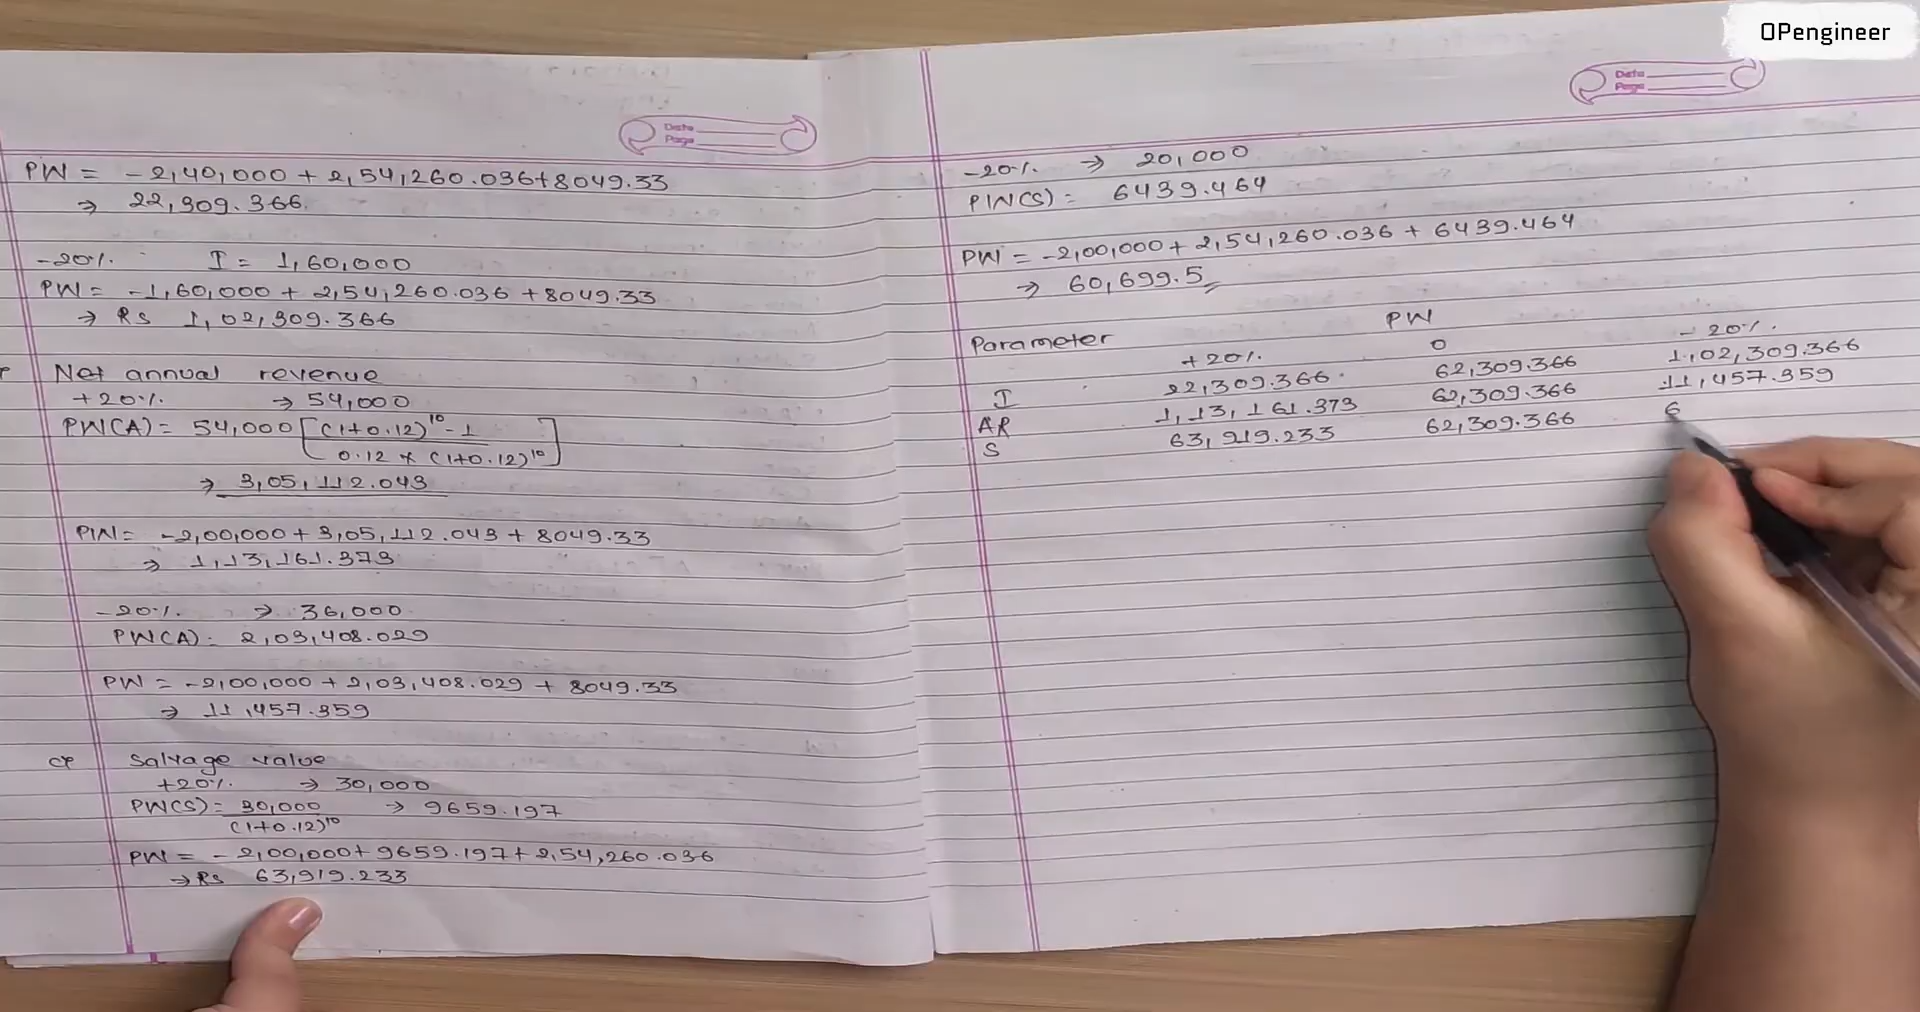 OPengineer
Date
Page
PW = -2,40,000 + 2,54,260.036+8049.33
→ 22,309.366
-20%. I = 1,60,000
PW = -1,60,000 + 2,54,260.036 +8049.33
→ RS 1,02,309.366
Net annual revenue
+20%. → 54,000
PW(A) = 54,000 [(1+0.12)^10 - 1
0.12 × (1+0.12)^10]
→ 3,05,112.043
PW = -2,00,000 + 3,05,112.043 + 8049.33
→ 1,13,161.373
-20%. → 36,000
PW(A) = 2,03,408.029
PW = -2,00,000 + 2,03,408.029 + 8049.33
→ 11,457.359
Salvage value
+20%. → 30,000
PW(S) = 30,000 → 9659.197
(1+0.12)^10
PW = -2,00,000+9659.197+2,54,260.036
→ RS 63,919.233
Date
Page
-20%. → 20,000
PW(S) = 6439.464
PW = -2,00,000 + 2,54,260.036 + 6439.464
→ 60,699.5
Parameter PW
+20%. 0 -20%.
I 22,309.366 62,309.366 1,02,309.366
AR 1,13,161.373 62,309.366 11,457.359
S 63,919.233 62,309.366 6